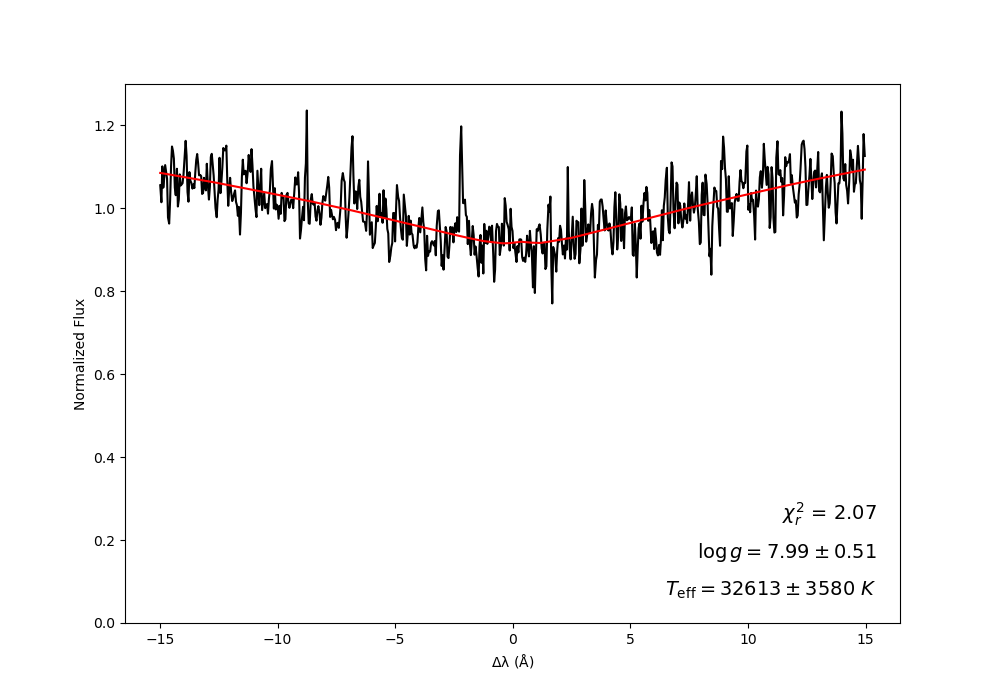 1.2
1.0
0.8
0.6
0.4
0.2
0.0
Normalized Flux
χ²ᵣ = 2.07
log g = 7.99 ± 0.51
T_eff = 32613 ± 3580 K
−15 −10 −5 0 5 10 15
Δλ (Å)